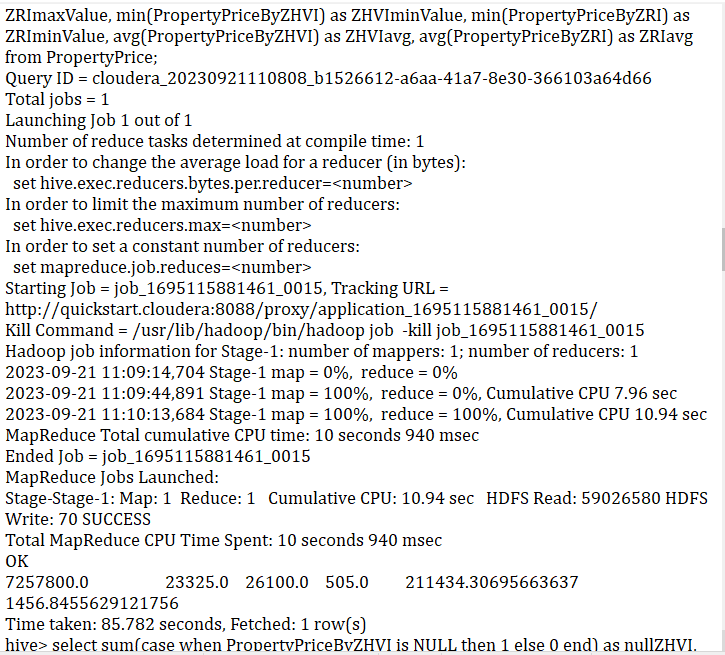 ZRImaxValue, min(PropertyPriceByZHVI) as ZHVIminValue, min(PropertyPriceByZRI) as
ZRIminValue, avg(PropertyPriceByZHVI) as ZHVIavg, avg(PropertyPriceByZRI) as ZRIavg
from PropertyPrice;
Query ID = cloudera_20230921110808_b1526612-a6aa-41a7-8e30-366103a64d66
Total jobs = 1
Launching Job 1 out of 1
Number of reduce tasks determined at compile time: 1
In order to change the average load for a reducer (in bytes):
  set hive.exec.reducers.bytes.per.reducer=<number>
In order to limit the maximum number of reducers:
  set hive.exec.reducers.max=<number>
In order to set a constant number of reducers:
  set mapreduce.job.reduces=<number>
Starting Job = job_1695115881461_0015, Tracking URL =
http://quickstart.cloudera:8088/proxy/application_1695115881461_0015/
Kill Command = /usr/lib/hadoop/bin/hadoop job  -kill job_1695115881461_0015
Hadoop job information for Stage-1: number of mappers: 1; number of reducers: 1
2023-09-21 11:09:14,704 Stage-1 map = 0%,  reduce = 0%
2023-09-21 11:09:44,891 Stage-1 map = 100%,  reduce = 0%, Cumulative CPU 7.96 sec
2023-09-21 11:10:13,684 Stage-1 map = 100%,  reduce = 100%, Cumulative CPU 10.94 sec
MapReduce Total cumulative CPU time: 10 seconds 940 msec
Ended Job = job_1695115881461_0015
MapReduce Jobs Launched:
Stage-Stage-1: Map: 1  Reduce: 1   Cumulative CPU: 10.94 sec   HDFS Read: 59026580 HDFS
Write: 70 SUCCESS
Total MapReduce CPU Time Spent: 10 seconds 940 msec
OK
7257800.0    23325.0    26100.0    505.0    211434.30695663637
1456.8455629121756
Time taken: 85.782 seconds, Fetched: 1 row(s)
hive> select sum(case when PropertyPriceByZHVI is NULL then 1 else 0 end) as nullZHVI,